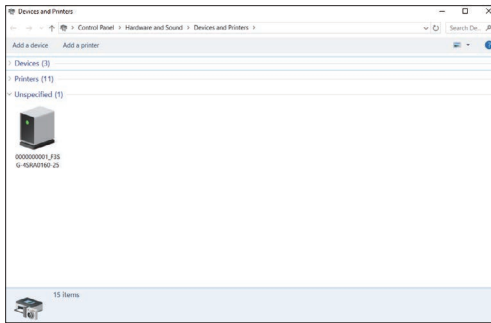 Devices and Printers
Control Panel > Hardware and Sound > Devices and Printers >
Search De...
Add a device Add a printer
Devices (3)
Printers (11)
Unspecified (1)
0000000001_F3S
G-4SRA0160-25
15 items